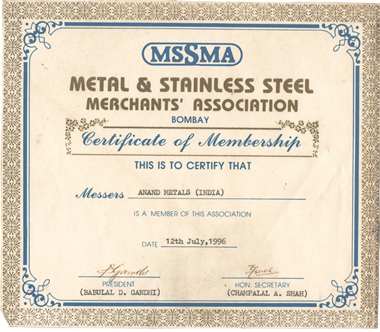 MSSMA
METAL & STAINLESS STEEL
MERCHANTS' ASSOCIATION
BOMBAY
Certificate of Membership
THIS IS TO CERTIFY THAT
Messers ANAND METALS (INDIA)
IS A MEMBER OF THIS ASSOCIATION
DATE 12th July,1996
PRESIDENT
(BABULAL D. GANDHI)
HON. SECRETARY
(CHAMPALAL A. SHAH)